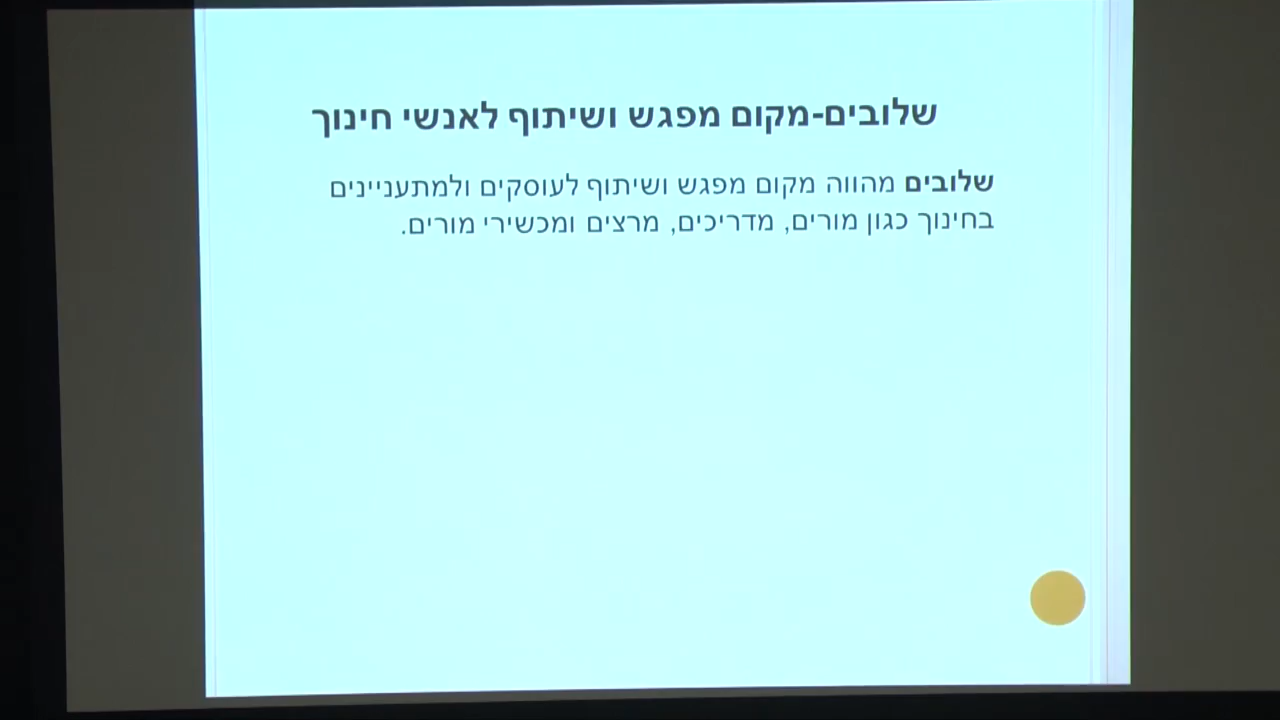 שלובים-מקום מפגש ושיתוף לאנשי חינוך
שלובים מהווה מקום מפגש ושיתוף לעוסקים ולמתעניינים
בחינוך כגון מורים, מדריכים, מרצים ומכשירי מורים.